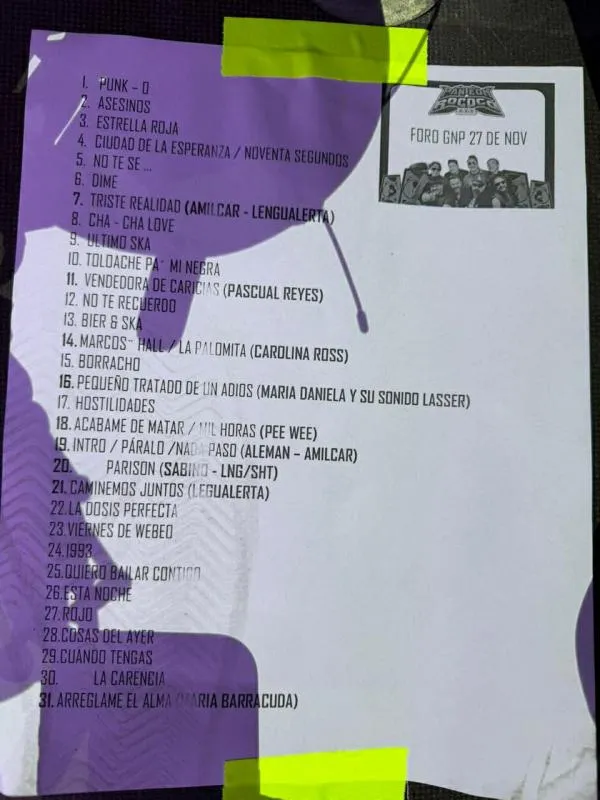 PANTEÓN
ROCOCÓ
FORO GNP 27 DE NOV
1. PUNK - O
2. ASESINOS
3. ESTRELLA ROJA
4. CIUDAD DE LA ESPERANZA / NOVENTA SEGUNDOS
5. NO TE SE ...
6. DIME
7. TRISTE REALIDAD (AMILCAR - LENGUALERTA)
8. CHA - CHA LOVE
9. ULTIMO SKA
10. TOLOACHE PA´ MI NEGRA
11. VENDEDORA DE CARICIAS (PASCUAL REYES)
12. NO TE RECUERDO
13. BIER & SKA
14. MARCOS´´ HALL / LA PALOMITA (CAROLINA ROSS)
15. BORRACHO
16. PEQUEÑO TRATADO DE UN ADIOS (MARIA DANIELA Y SU SONIDO LASSER)
17. HOSTILIDADES
18. ACABAME DE MATAR / MIL HORAS (PEE WEE)
19. INTRO / PÁRALO /NADA PASO (ALEMAN – AMILCAR)
20. PARISON (SABINO - LNG/SHT)
21. CAMINEMOS JUNTOS (LEGUALERTA)
22. LA DOSIS PERFECTA
23. VIERNES DE WEBEO
24. 1993
25. QUIERO BAILAR CONTIGO
26. ESTA NOCHE
27. ROJO
28. COSAS DEL AYER
29. CUANDO TENGAS
30. LA CARENCIA
31. ARREGLAME EL ALMA (MARIA BARRACUDA)